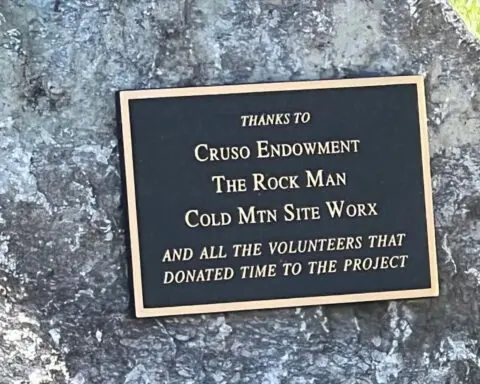 THANKS TO
CRUSO ENDOWMENT
THE ROCK MAN
COLD MTN SITE WORX
AND ALL THE VOLUNTEERS THAT
DONATED TIME TO THE PROJECT